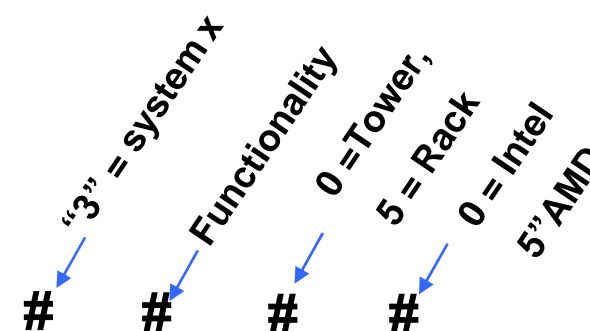 “3” = system x
Functionality
0 =Tower,
5 = Rack
0 = Intel
5” AMD
# # # #